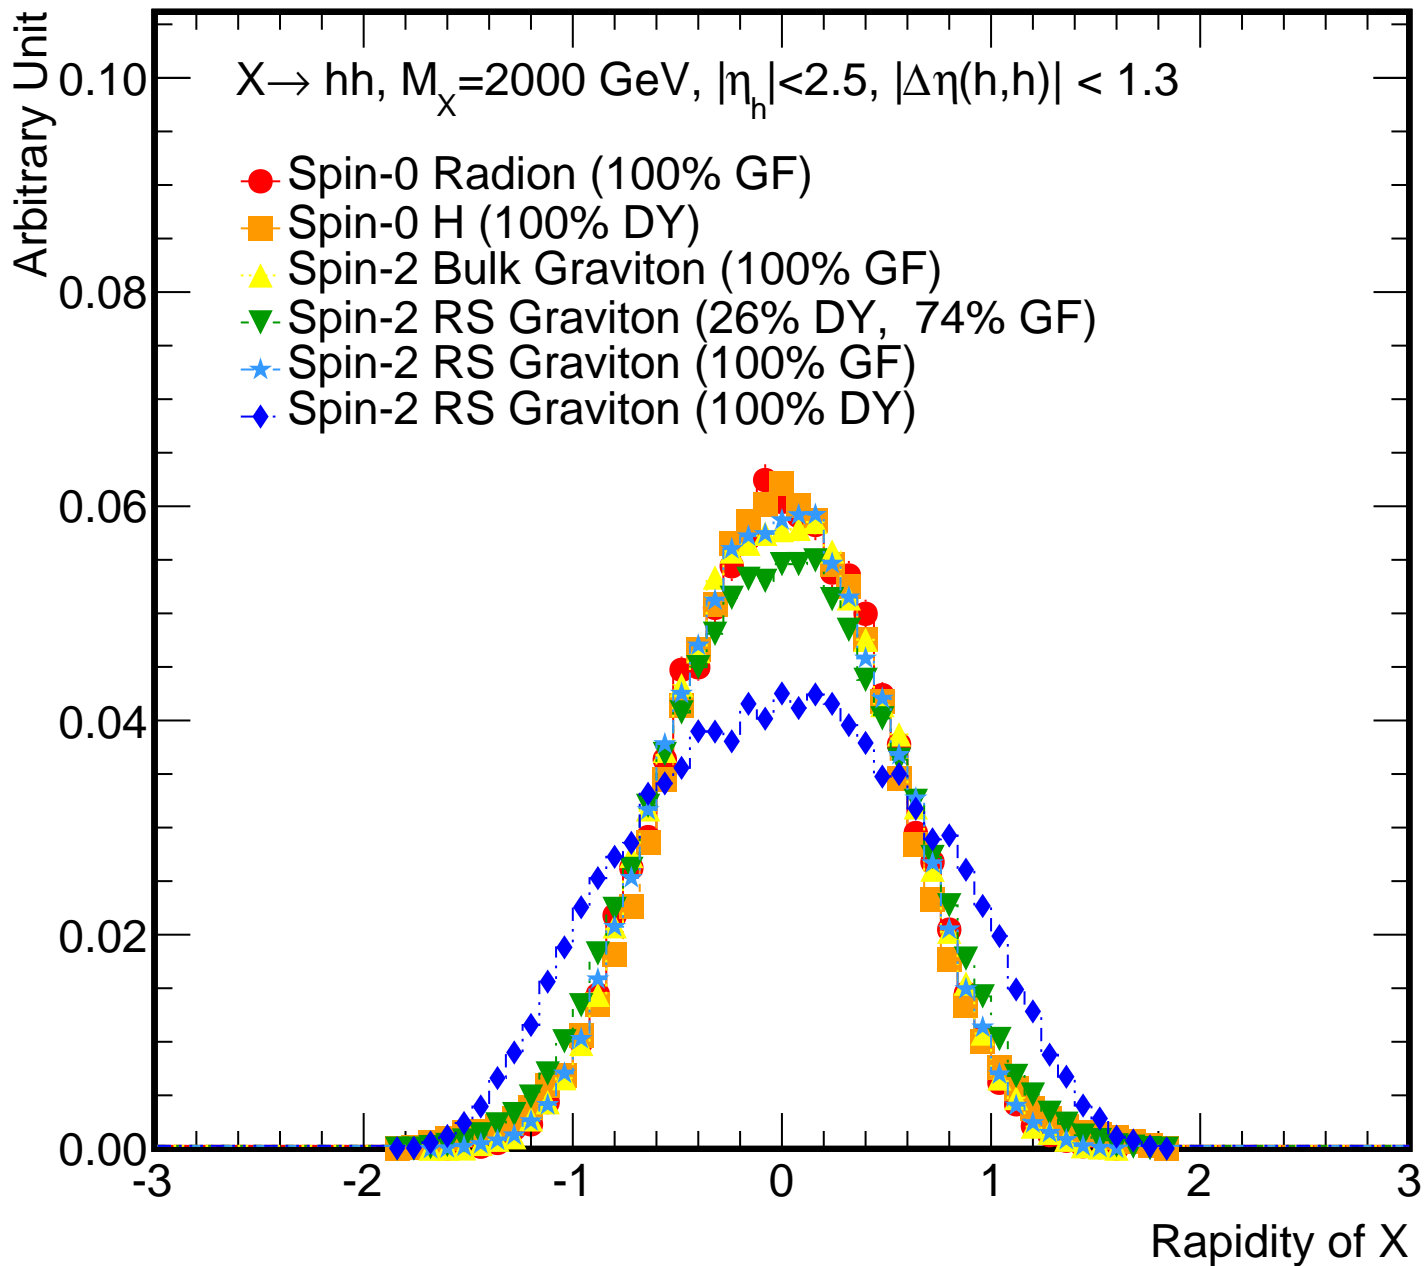 Arbitrary Unit
X→ hh, M_X=2000 GeV, |η_h|<2.5, |Δη(h,h)| < 1.3
Spin-0 Radion (100% GF)
Spin-0 H (100% DY)
Spin-2 Bulk Graviton (100% GF)
Spin-2 RS Graviton (26% DY,  74% GF)
Spin-2 RS Graviton (100% GF)
Spin-2 RS Graviton (100% DY)
0.10
0.08
0.06
0.04
0.02
0.00
-3 -2 -1 0 1 2 3
Rapidity of X